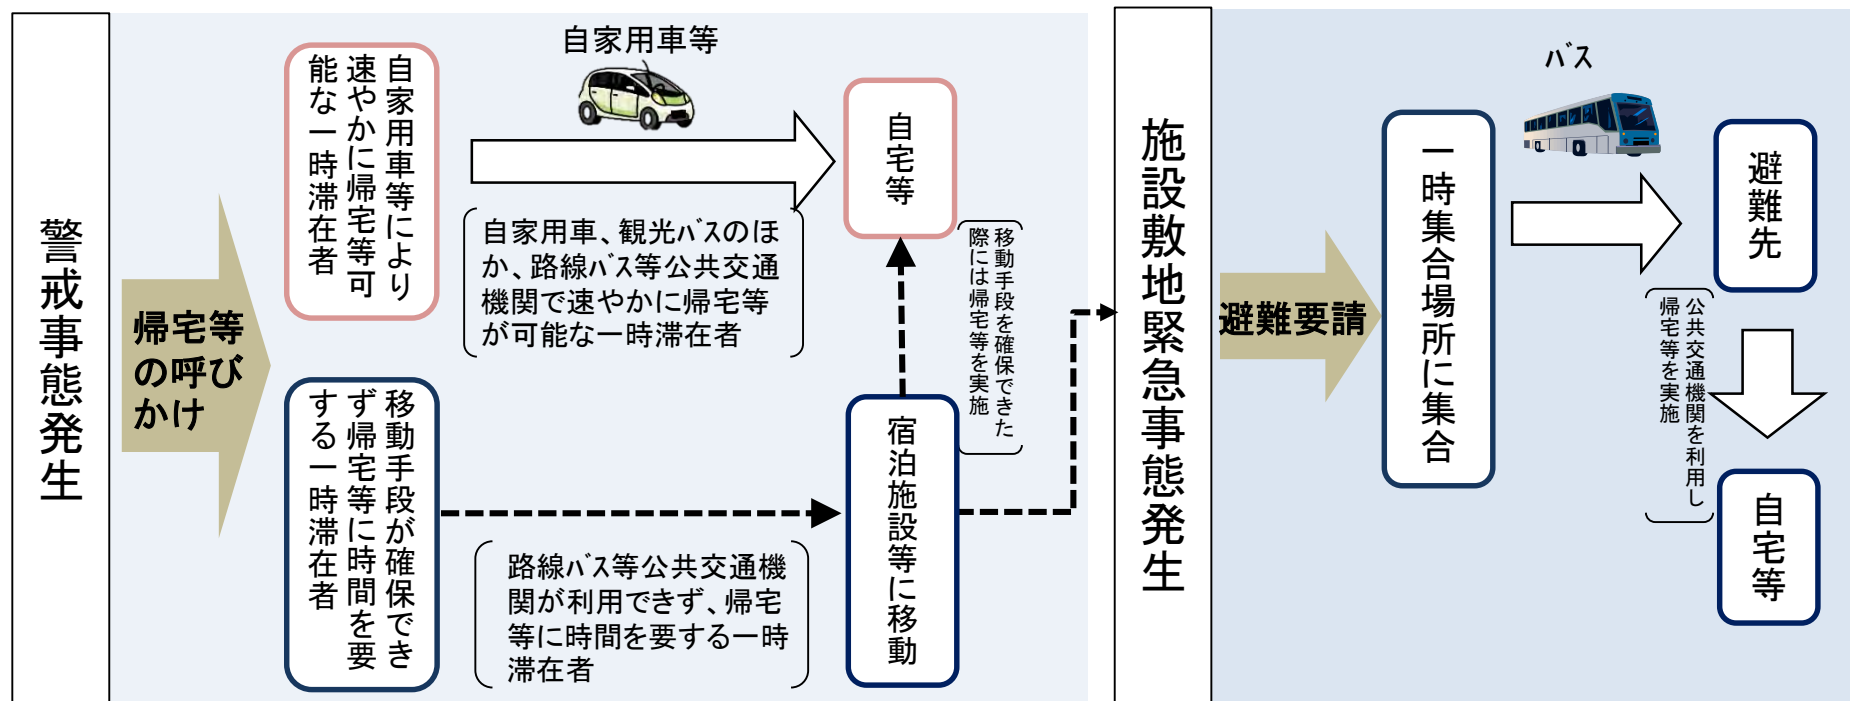 警戒事態発生
帰宅等
の呼び
かけ
自家用車等により
速やかに帰宅等可
能な一時滞在者
自家用車等
自宅等
自家用車、観光ﾊﾞｽのほ
か、路線ﾊﾞｽ等公共交通
機関で速やかに帰宅等
が可能な一時滞在者
移動手段を確保できた
際には帰宅等を実施
移動手段が確保でき
ず帰宅等に時間を要
する一時滞在者
路線ﾊﾞｽ等公共交通機
関が利用できず、帰宅
等に時間を要する一時
滞在者
宿泊施設等に移動
施設敷地緊急事態発生
避難要請
一時集合場所に集合
ﾊﾞｽ
避難先
公共交通機関を利用し
帰宅等を実施
自宅等